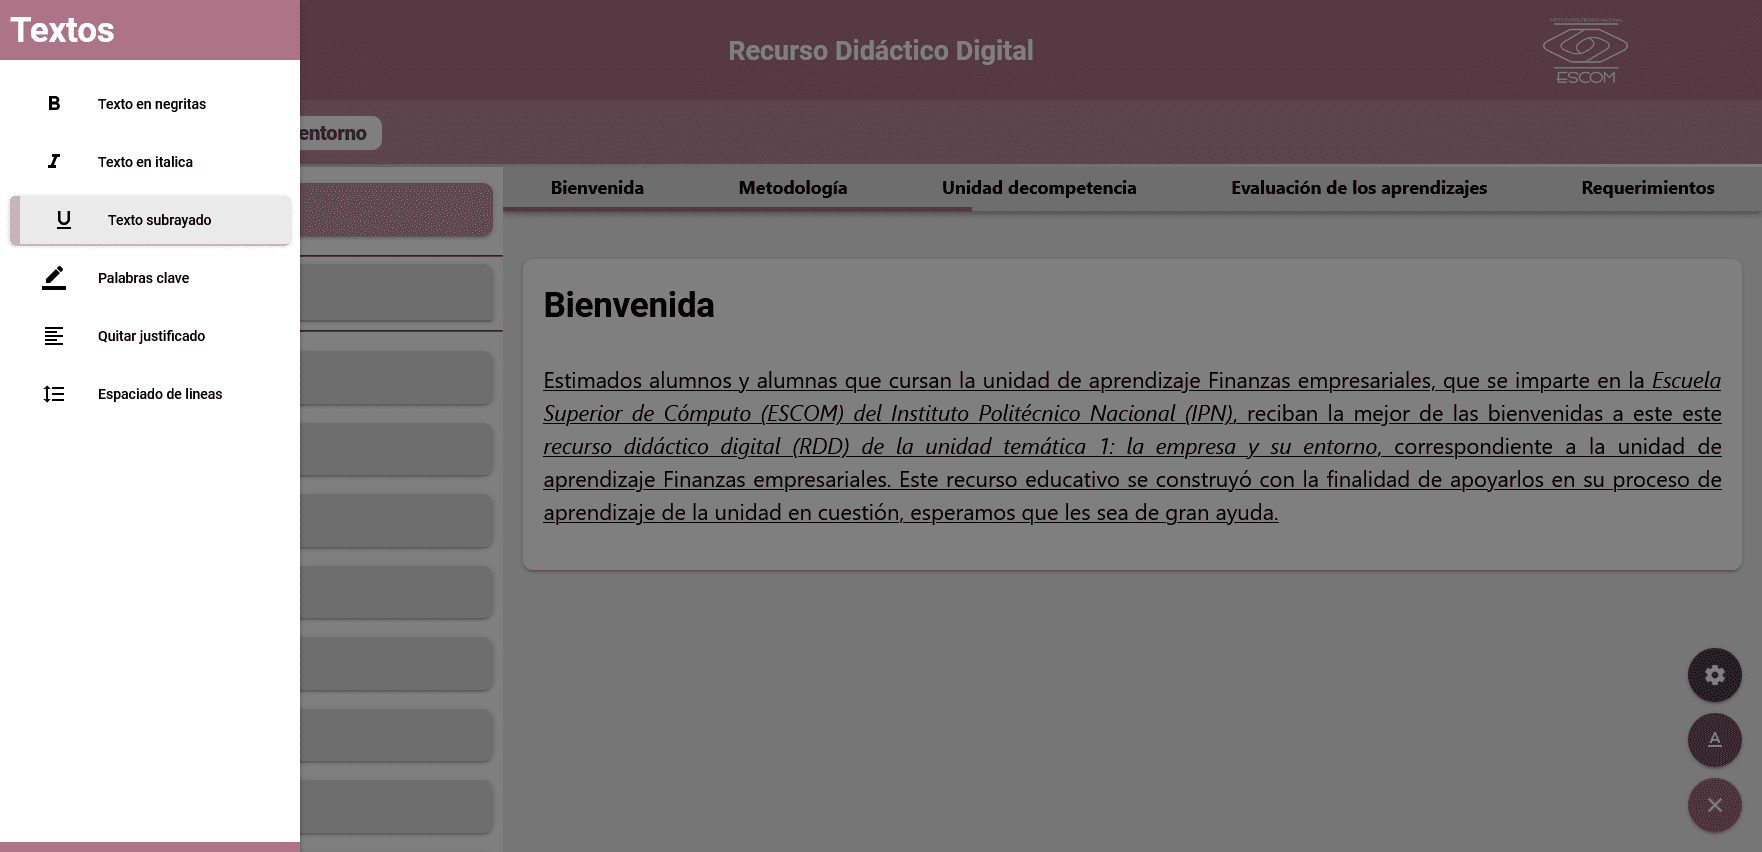 Textos
Texto en negritas
Texto en italica
Texto subrayado
Palabras clave
Quitar justificado
Espaciado de lineas
Recurso Didáctico Digital
INSTITUTO POLITECNICO NACIONAL
ESCOM
entorno
Bienvenida Metodología Unidad decompetencia Evaluación de los aprendizajes Requerimientos
Bienvenida
Estimados alumnos y alumnas que cursan la unidad de aprendizaje Finanzas empresariales, que se imparte en la Escuela
Superior de Cómputo (ESCOM) del Instituto Politécnico Nacional (IPN), reciban la mejor de las bienvenidas a este este
recurso didáctico digital (RDD) de la unidad temática 1: la empresa y su entorno, correspondiente a la unidad de
aprendizaje Finanzas empresariales. Este recurso educativo se construyó con la finalidad de apoyarlos en su proceso de
aprendizaje de la unidad en cuestión, esperamos que les sea de gran ayuda.